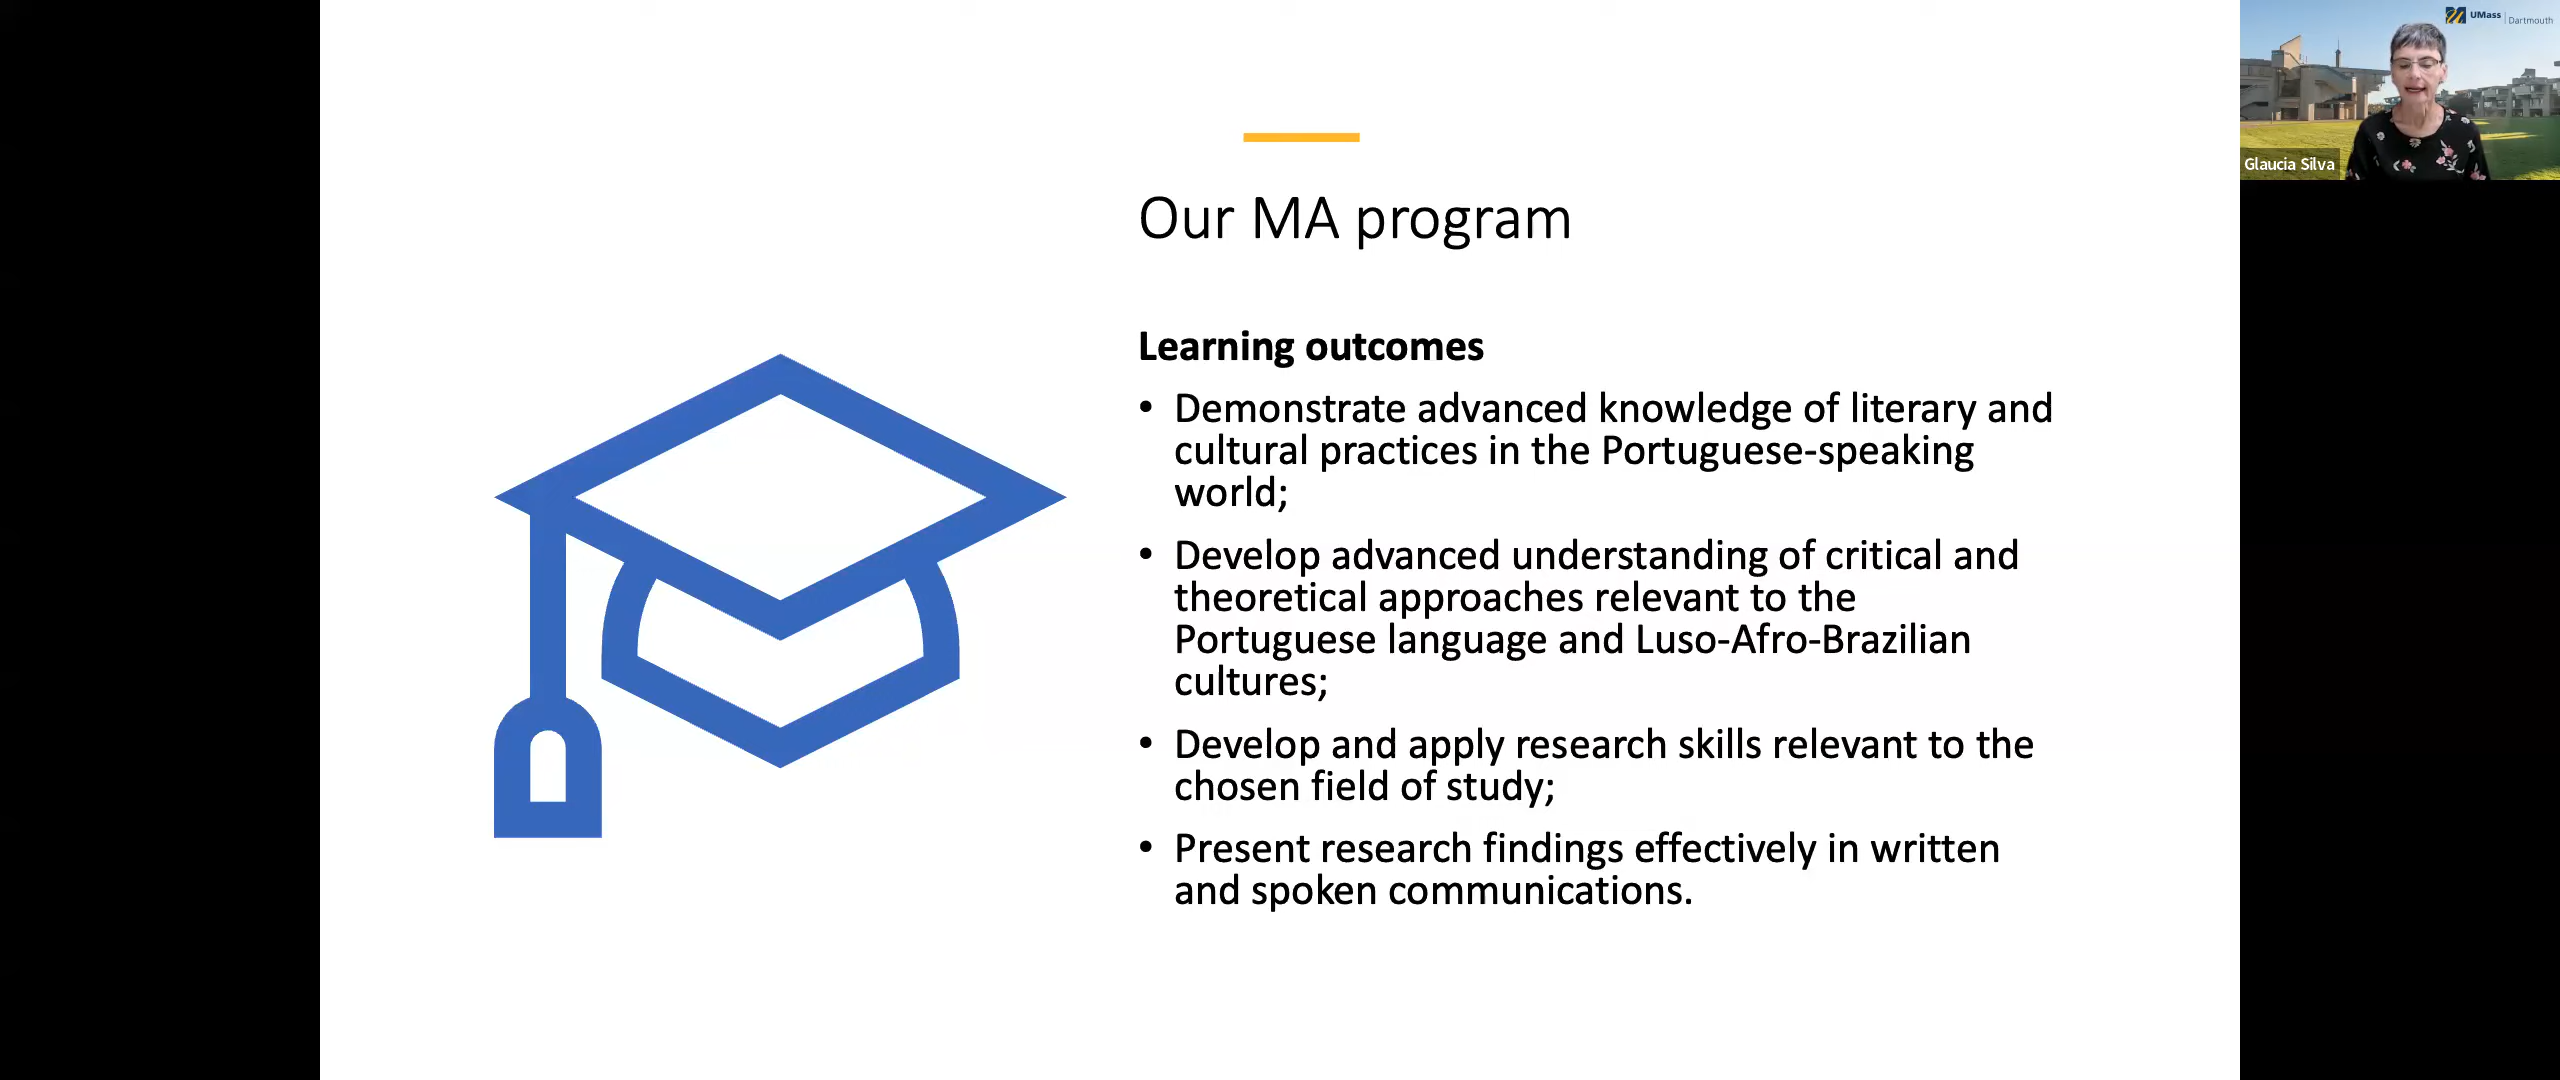 UMass | Dartmouth
Glaucia Silva
Our MA program
Learning outcomes
• Demonstrate advanced knowledge of literary and
cultural practices in the Portuguese-speaking
world;
• Develop advanced understanding of critical and
theoretical approaches relevant to the
Portuguese language and Luso-Afro-Brazilian
cultures;
• Develop and apply research skills relevant to the
chosen field of study;
• Present research findings effectively in written
and spoken communications.